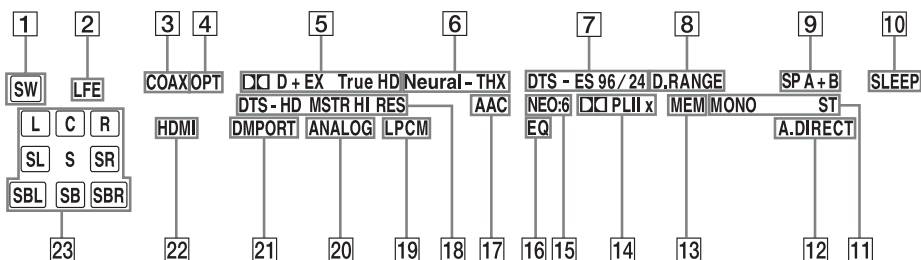 1 2 3 4 5 6 7 8 9 10
SW LFE COAX OPT D + EX True HD Neural - THX DTS - ES 96 / 24 D.RANGE SP A + B SLEEP
DTS - HD MSTR HI RES AAC NEO:6 PLII x MEM MONO ST
L C R HDMI DMPORT ANALOG LPCM EQ A.DIRECT
SL S SR
SBL SB SBR
23 22 21 20 19 18 17 16 15 14 13 12 11